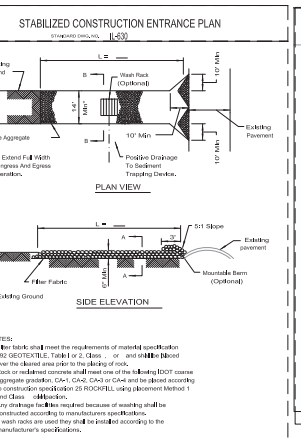 STABILIZED CONSTRUCTION ENTRANCE PLAN
STANDARD DWG. NO. IL-630
L =
B
Wash Rack
(Optional)
10' Min
14'
Min*
Existing
Pavement
10' Min
10' Min
B
Aggregate
Extend Full Width
Ingress And Egress
Positive Drainage
To Sediment
Trapping Device.
PLAN VIEW
L =
A
3'
5:1 Slope
Existing
pavement
6" Min
A
Filter Fabric
Mountable Berm
(Optional)
Existing Ground
SIDE ELEVATION
filter fabric shall meet the requirements of material specification
92 GEOTEXTILE, Table I or 2, Class , or and shall be placed
over the cleared area prior to the placing of rock.
Rock or reclaimed concrete shall meet one of the following IDOT coarse
aggregate gradation, CA-1, CA-2, CA-3 or CA-4 and be placed according
to construction specification 25 ROCKFILL using placement Method 1
and Class compaction.
Any drainage facilities required because of washing shall be
constructed according to manufacturers specifications.
wash racks are used they shall be installed according to the
manufacturer's specifications.